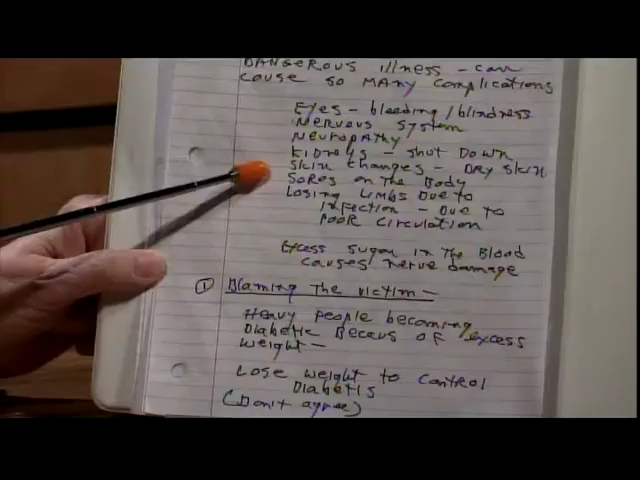 DANGEROUS illness - can
cause so MANY complications
Eyes - bleeding/blindness
Nervous system
Neuropathy
Kidneys - shut Down
Skin changes - DRY skin
Sores on the Body
Losing Limbs Due to
infection - Due to
Poor circulation
Excess sugar in the Blood
causes nerve damage
① Blaming the victim -
Heavy people becoming
Diabetic Becaus of excess
weight -
Lose weight to control
Diabetis
(Don't agree)